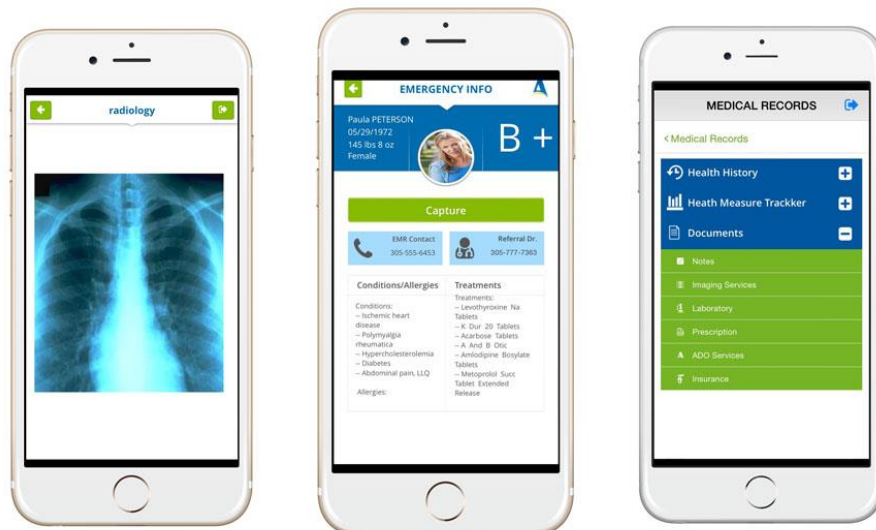 radiology
EMERGENCY INFO
Paula PETERSON
05/29/1972
145 lbs 8 oz
Female
B +
Capture
EMR Contact
305-555-6453
Referral Dr.
305-777-7383
Conditions/Allergies
Conditions:
– Ischemic heart
disease
– Polymyalgia
rheumatica
– Hypercholesterolemia
– Diabetes
– Abdominal pain, LLQ
Allergies:
Treatments
Treatments:
– Levothyroxine Na
Tablets
– K Dur 20 Tablets
– Acarbose Tablets
– A And B Otic
– Amlodipine Bosylate
Tablets
– Metoprolol Succ
Tablet Extended
Release
MEDICAL RECORDS
< Medical Records
Health History
Heath Measure Trackker
Documents
Notes
Imaging Services
Laboratory
Prescription
A ADO Services
Insurance